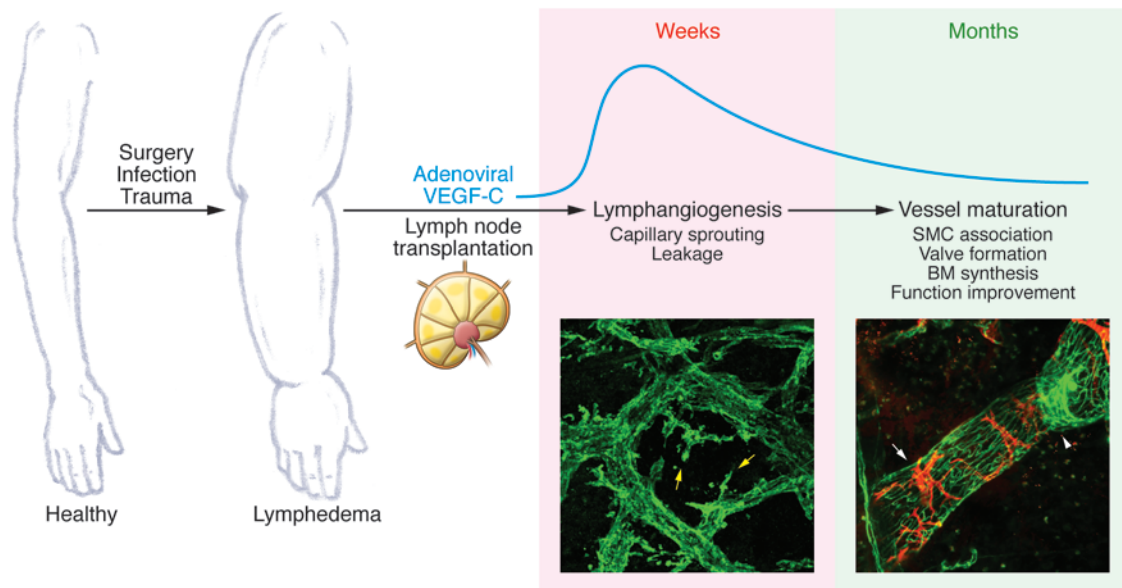 Weeks
Months
Surgery
Infection
Trauma
Adenoviral
VEGF-C
Lymph node
transplantation
Lymphangiogenesis
Capillary sprouting
Leakage
Vessel maturation
SMC association
Valve formation
BM synthesis
Function improvement
Healthy
Lymphedema